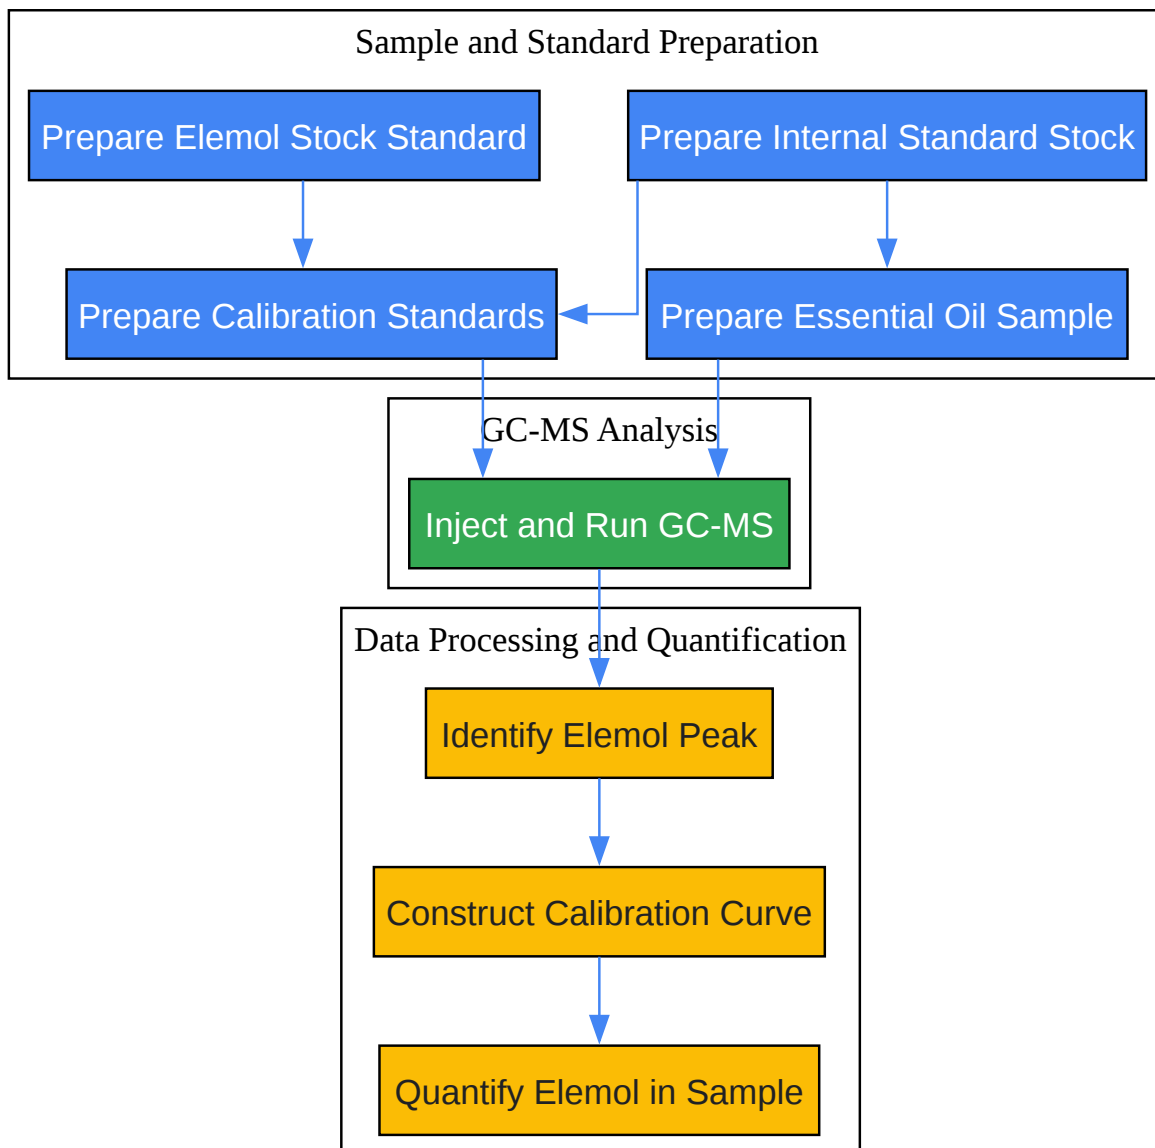 Sample and Standard Preparation
Prepare Elemol Stock Standard
Prepare Internal Standard Stock
Prepare Calibration Standards
Prepare Essential Oil Sample
GC-MS Analysis
Inject and Run GC-MS
Data Processing and Quantification
Identify Elemol Peak
Construct Calibration Curve
Quantify Elemol in Sample